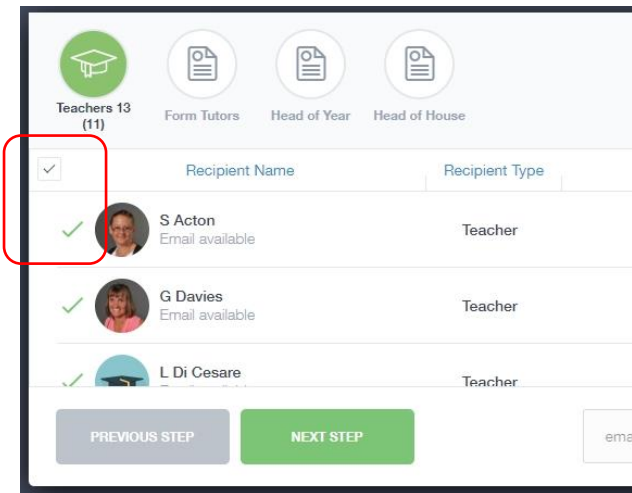 Teachers 13
(11)
Form Tutors
Head of Year
Head of House
Recipient Name
Recipient Type
S Acton
Email available
Teacher
G Davies
Email available
Teacher
L Di Cesare
Teacher
PREVIOUS STEP
NEXT STEP
ema